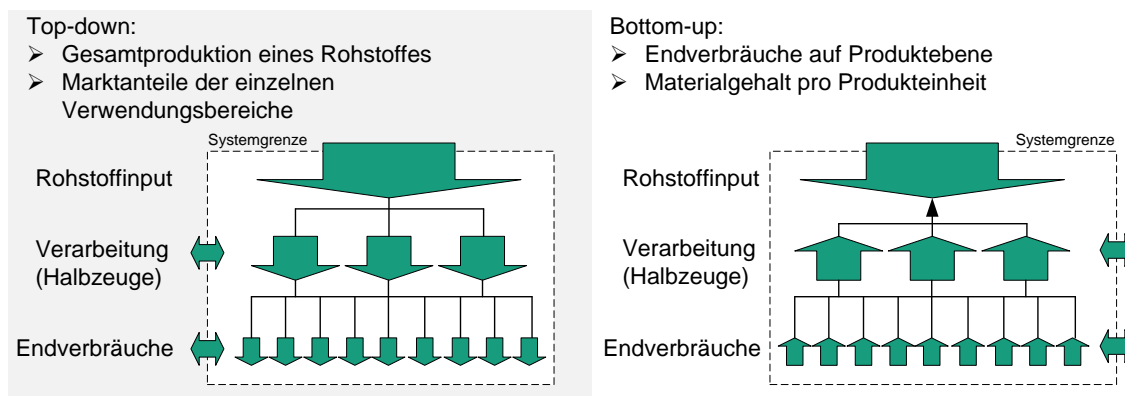 Top-down:
➢ Gesamtproduktion eines Rohstoffes
➢ Marktanteile der einzelnen
Verwendungsbereiche
Systemgrenze
Rohstoffinput
Verarbeitung
(Halbzeuge)
Endverbräuche
Bottom-up:
➢ Endverbräuche auf Produktebene
➢ Materialgehalt pro Produkteinheit
Systemgrenze
Rohstoffinput
Verarbeitung
(Halbzeuge)
Endverbräuche